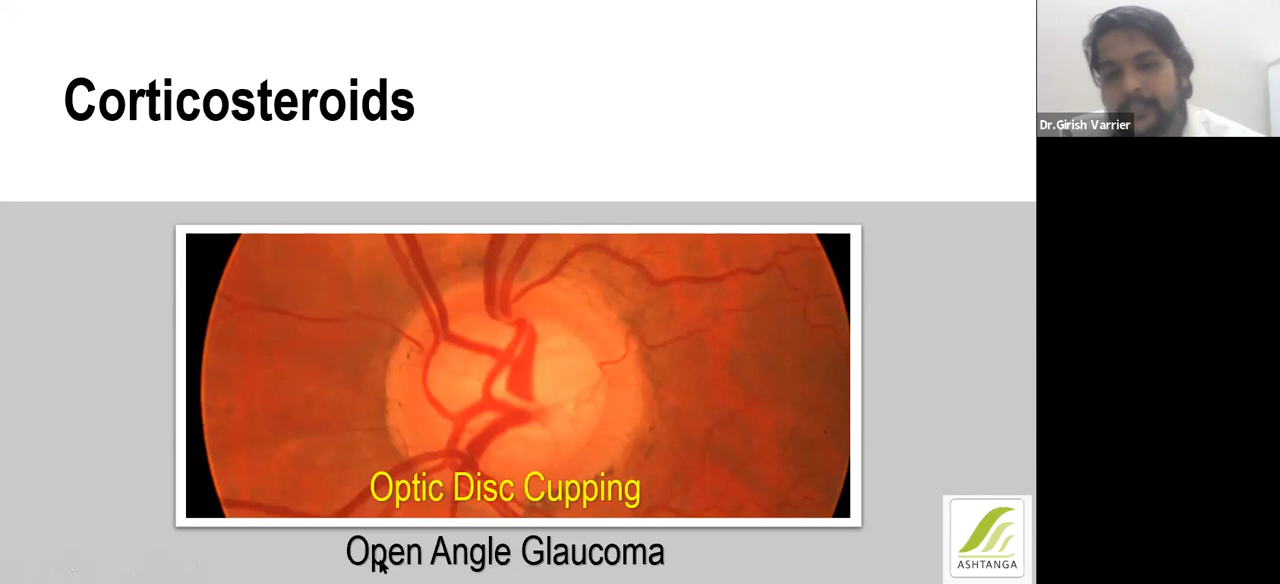 Corticosteroids
Dr.Girish Varrier
Optic Disc Cupping
Open Angle Glaucoma
ASHTANGA